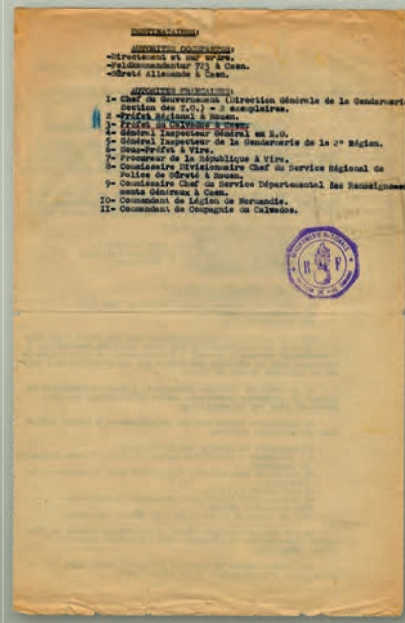 DESTINATAIRES:
AUTORITES OCCUPANTES:
-Directement et sur ordre.
-Feldkommandantur 723 à Caen.
-Sûreté Allemande à Caen.
AUTORITES FRANCAISES:
I- Chef du Gouvernement (Direction Générale de la Gendarmerie
Section des T.O.) - 2 exemplaires.
2 -Préfet Régional à Rouen.
3- Préfet du Calvados à Caen.
4- Général Inspecteur Général en Z.O.
5- Général Inspecteur de la Gendarmerie de la 2° Région.
6- Sous-Préfet à Vire.
7- Procureur de la République à Vire.
8- Commissaire Divisionnaire Chef du Service Régional de
Police de Sûreté à Rouen.
9- Commissaire Chef du Service Départemental des Renseigne-
ments Généraux à Caen.
IO- Commandant de Légion de Normandie.
II- Commandant de Compagnie du Calvados.
GENDARMERIE NATIONALE
R F